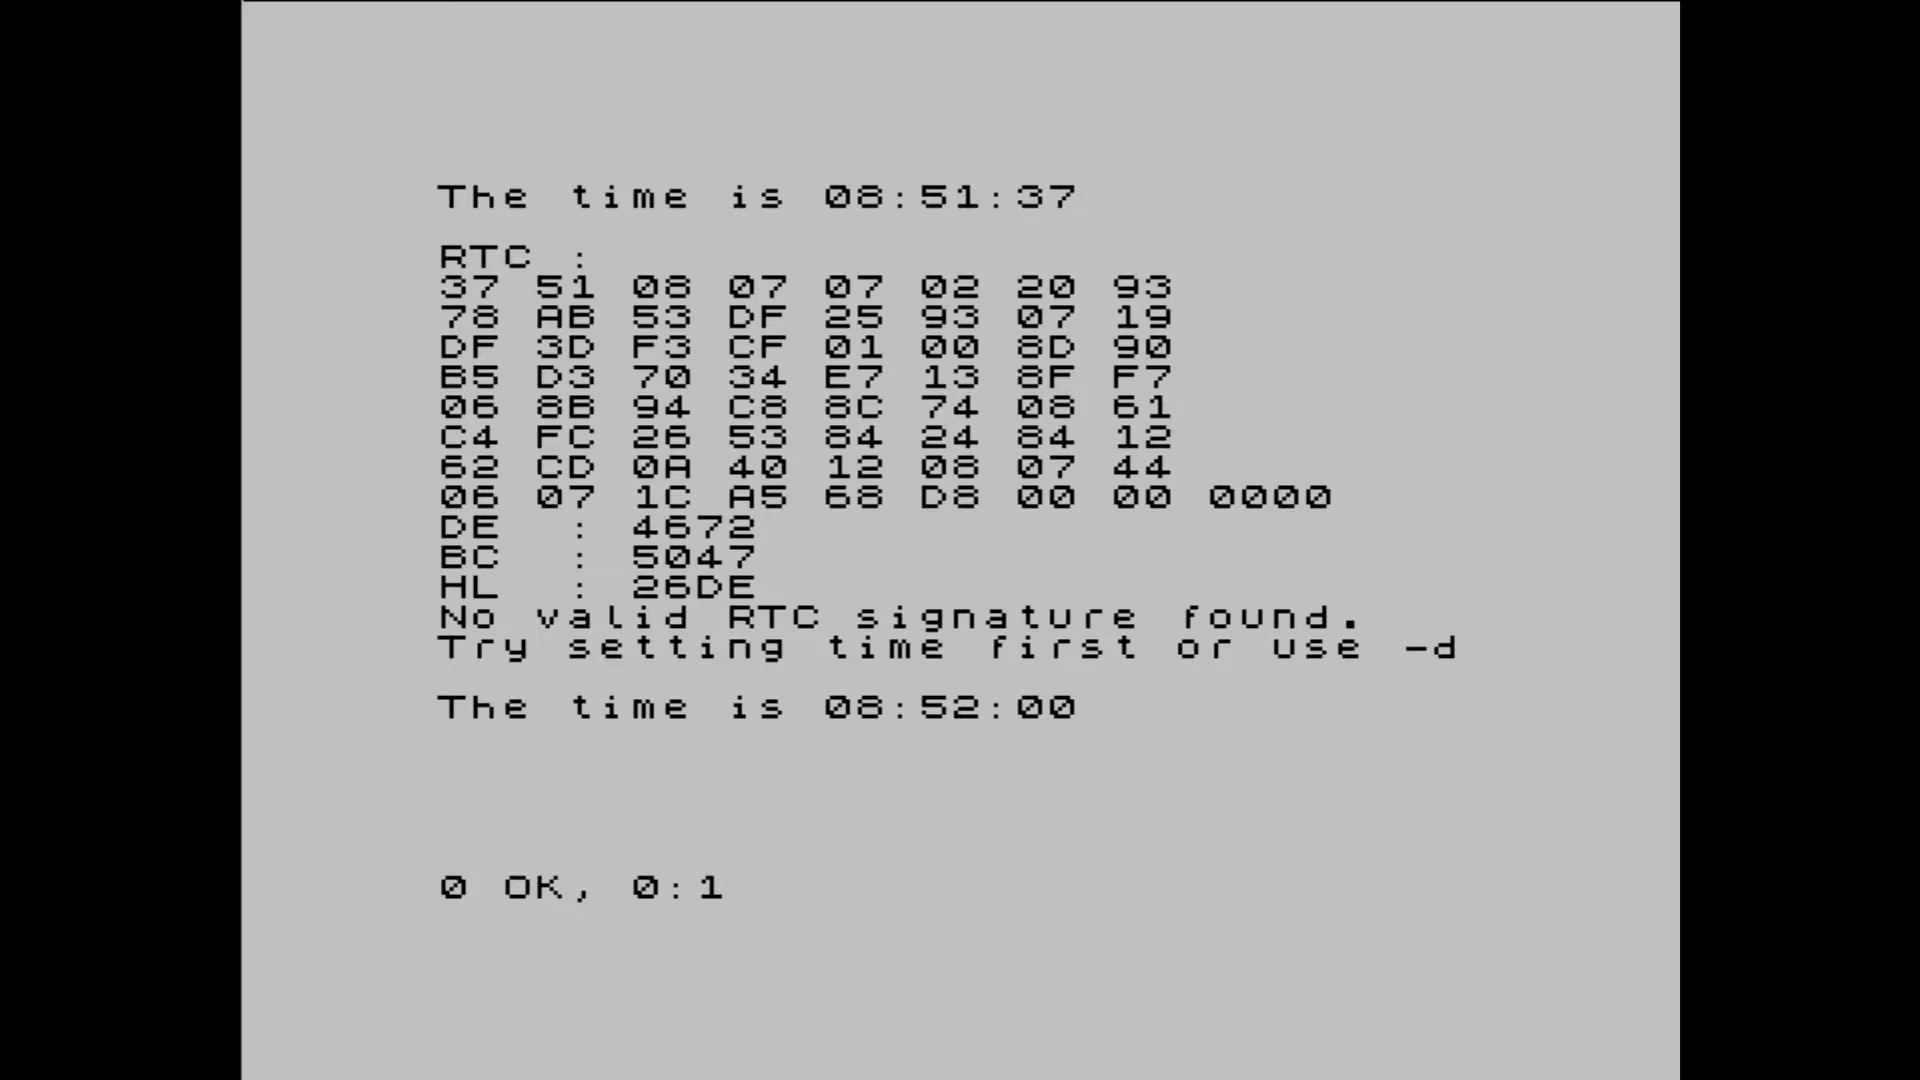 The time is 08:51:37
RTC :
37 51 08 07 07 02 20 93
78 AB 53 DF 25 93 07 19
DF 3D F3 CF 01 00 8D 90
B5 D3 70 34 E7 13 8F F7
06 8B 94 C8 8C 74 08 61
C4 FC 26 53 84 24 84 12
62 CD 0A 40 12 08 07 44
06 07 1C A5 68 D8 00 00 0000
DE : 4672
BC : 5047
HL : 26DE
No valid RTC signature found.
Try setting time first or use -d
The time is 08:52:00
0 OK, 0:1